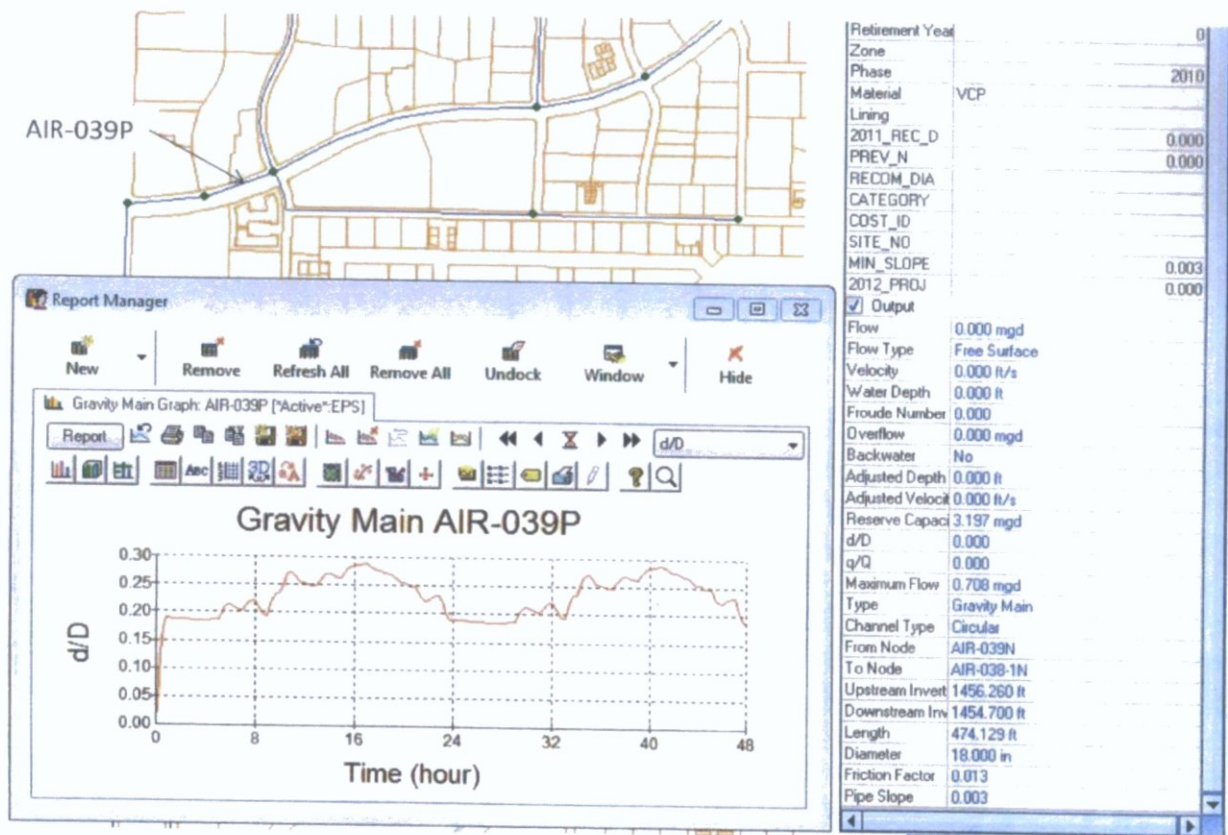 AIR-039P
Report Manager
New
Remove
Refresh All
Remove All
Undock
Window
Hide
Gravity Main Graph: AIR-039P [*Active*:EPS]
Report
d/D
ABC
3D
Gravity Main AIR-039P
0.30
0.25
0.20
0.15
0.10
0.05
0.00
d/D
0 8 16 24 32 40 48
Time (hour)
Retirement Year 0
Zone
Phase 2010
Material VCP
Lining
2011_REC_D 0.000
PREV_N 0.000
RECOM_DIA
CATEGORY
COST_ID
SITE_NO
MIN_SLOPE 0.003
2012_PROJ 0.000
Output
Flow 0.000 mgd
Flow Type Free Surface
Velocity 0.000 ft/s
Water Depth 0.000 ft
Froude Number 0.000
Overflow 0.000 mgd
Backwater No
Adjusted Depth 0.000 ft
Adjusted Velocit 0.000 ft/s
Reserve Capaci 3.197 mgd
d/D 0.000
q/Q 0.000
Maximum Flow 0.708 mgd
Type Gravity Main
Channel Type Circular
From Node AIR-039N
To Node AIR-038-1N
Upstream Invert 1456.260 ft
Downstream Inv 1454.700 ft
Length 474.129 ft
Diameter 18.000 in
Friction Factor 0.013
Pipe Slope 0.003